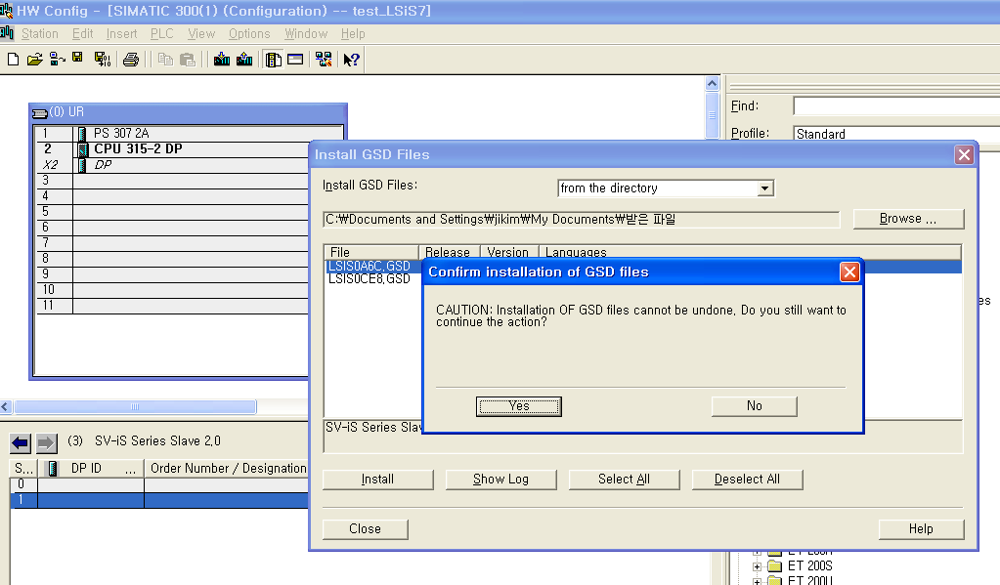 HW Config - [SIMATIC 300(1) (Configuration) -- test_LSiS7]
Station Edit Insert PLC View Options Window Help
(0) UR
1 PS 307 2A
2 CPU 315-2 DP
X2 DP
3
4
5
6
7
8
9
10
11
Find:
Profile: Standard
Install GSD Files
Install GSD Files: from the directory
C:₩Documents and Settings₩jikim₩My Documents₩받은 파일
Browse ...
File Release Version Languages
LSIS0A6C.GSD
LSIS0CE8.GSD
Confirm installation of GSD files
CAUTION: Installation OF GSD files cannot be undone. Do you still want to
continue the action?
Yes No
SV-iS Series Slav
Install Show Log Select All Deselect All
Close Help
(3) SV-iS Series Slave 2.0
S... DP ID ... Order Number / Designation
0
1
es
ET 200S
ET 200U